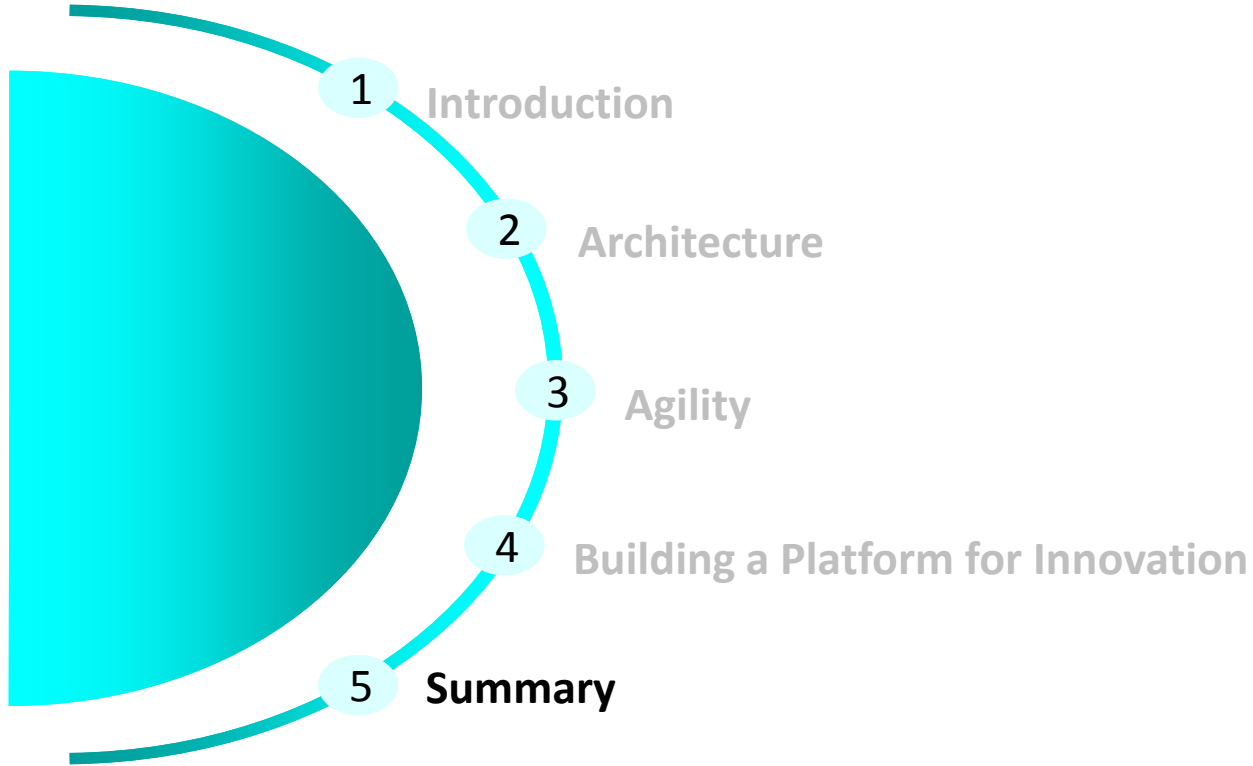 1 Introduction
2 Architecture
3 Agility
4 Building a Platform for Innovation
5 Summary